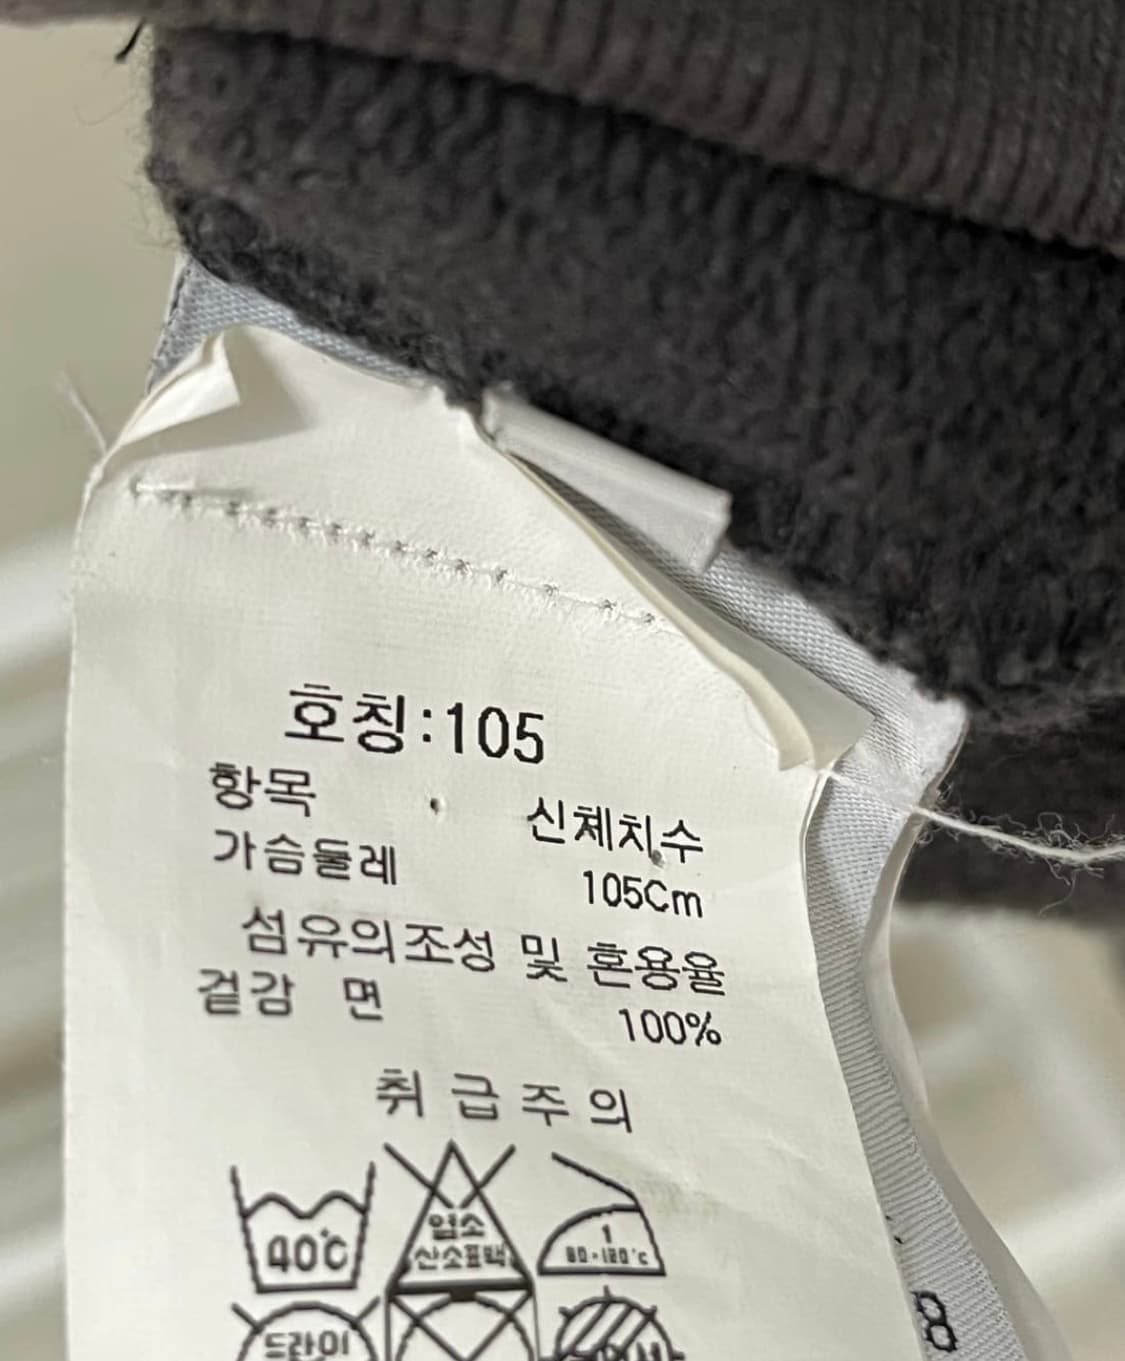 호칭:105
항목 신체치수
가슴둘레 105Cm
섬유의조성 및 혼용율
겉감 면 100%
취급주의
40℃
염소
산소표백
1
80-120℃
드라이
8